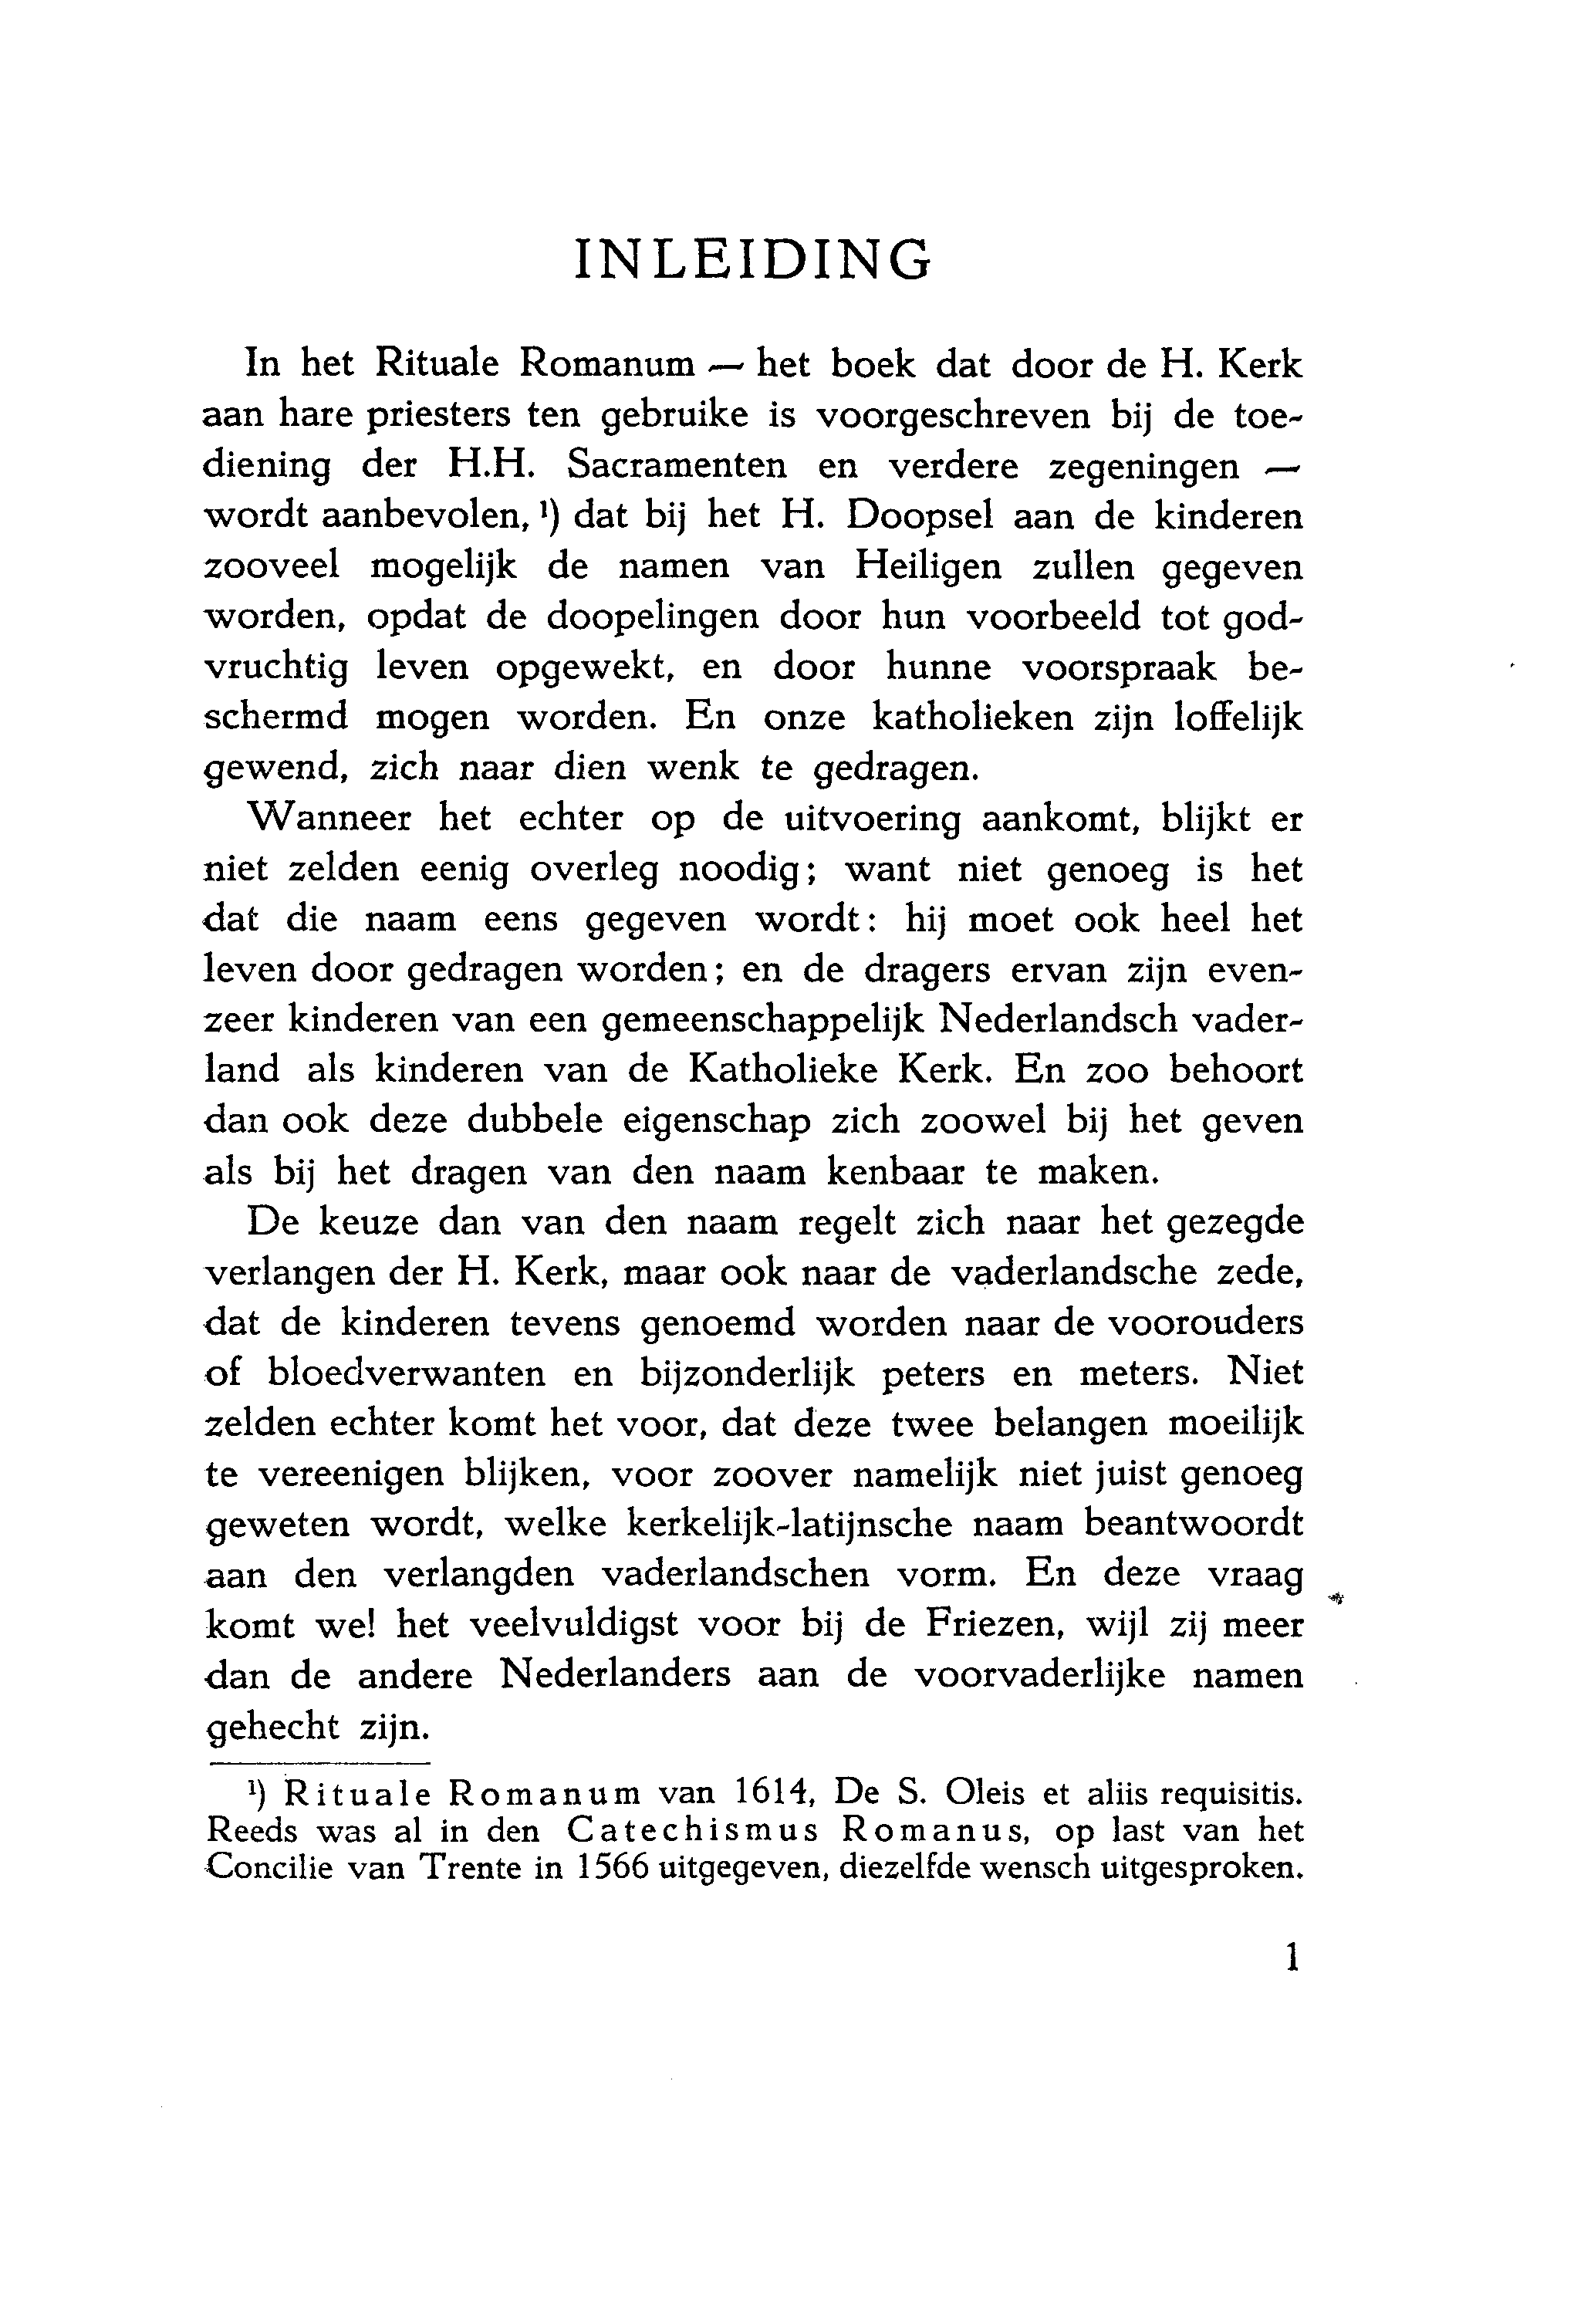 INLEIDING
In het Rituale Romanum — het boek dat door de H. Kerk
aan hare priesters ten gebruike is voorgeschreven bij de toe-
diening der H.H. Sacramenten en verdere zegeningen —
wordt aanbevolen, ¹) dat bij het H. Doopsel aan de kinderen
zooveel mogelijk de namen van Heiligen zullen gegeven
worden, opdat de doopelingen door hun voorbeeld tot god-
vruchtig leven opgewekt, en door hunne voorspraak be-
schermd mogen worden. En onze katholieken zijn loffelijk
gewend, zich naar dien wenk te gedragen.
Wanneer het echter op de uitvoering aankomt, blijkt er
niet zelden eenig overleg noodig; want niet genoeg is het
dat die naam eens gegeven wordt: hij moet ook heel het
leven door gedragen worden; en de dragers ervan zijn even-
zeer kinderen van een gemeenschappelijk Nederlandsch vader-
land als kinderen van de Katholieke Kerk. En zoo behoort
dan ook deze dubbele eigenschap zich zoowel bij het geven
als bij het dragen van den naam kenbaar te maken.
De keuze dan van den naam regelt zich naar het gezegde
verlangen der H. Kerk, maar ook naar de vaderlandsche zede,
dat de kinderen tevens genoemd worden naar de voorouders
of bloedverwanten en bijzonderlijk peters en meters. Niet
zelden echter komt het voor, dat deze twee belangen moeilijk
te vereenigen blijken, voor zoover namelijk niet juist genoeg
geweten wordt, welke kerkelijk-latijnsche naam beantwoordt
aan den verlangden vaderlandschen vorm. En deze vraag
komt wel het veelvuldigst voor bij de Friezen, wijl zij meer
dan de andere Nederlanders aan de voorvaderlijke namen
gehecht zijn.
¹) Rituale Romanum van 1614, De S. Oleis et aliis requisitis.
Reeds was al in den Catechismus Romanus, op last van het
Concilie van Trente in 1566 uitgegeven, diezelfde wensch uitgesproken.
1